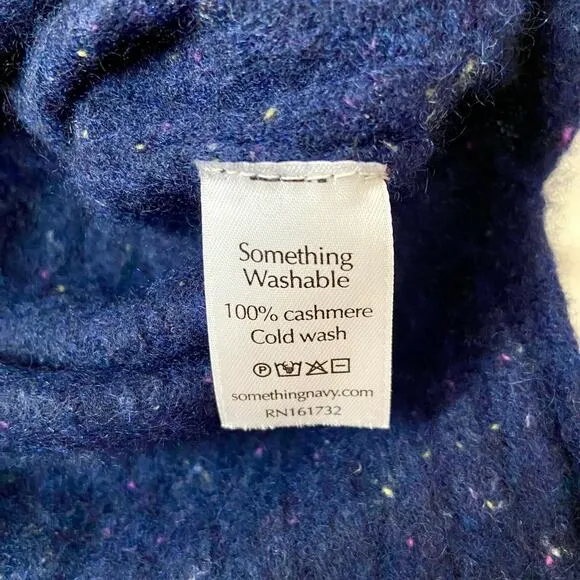 Something
Washable
100% cashmere
Cold wash
P
somethingnavy.com
RN161732